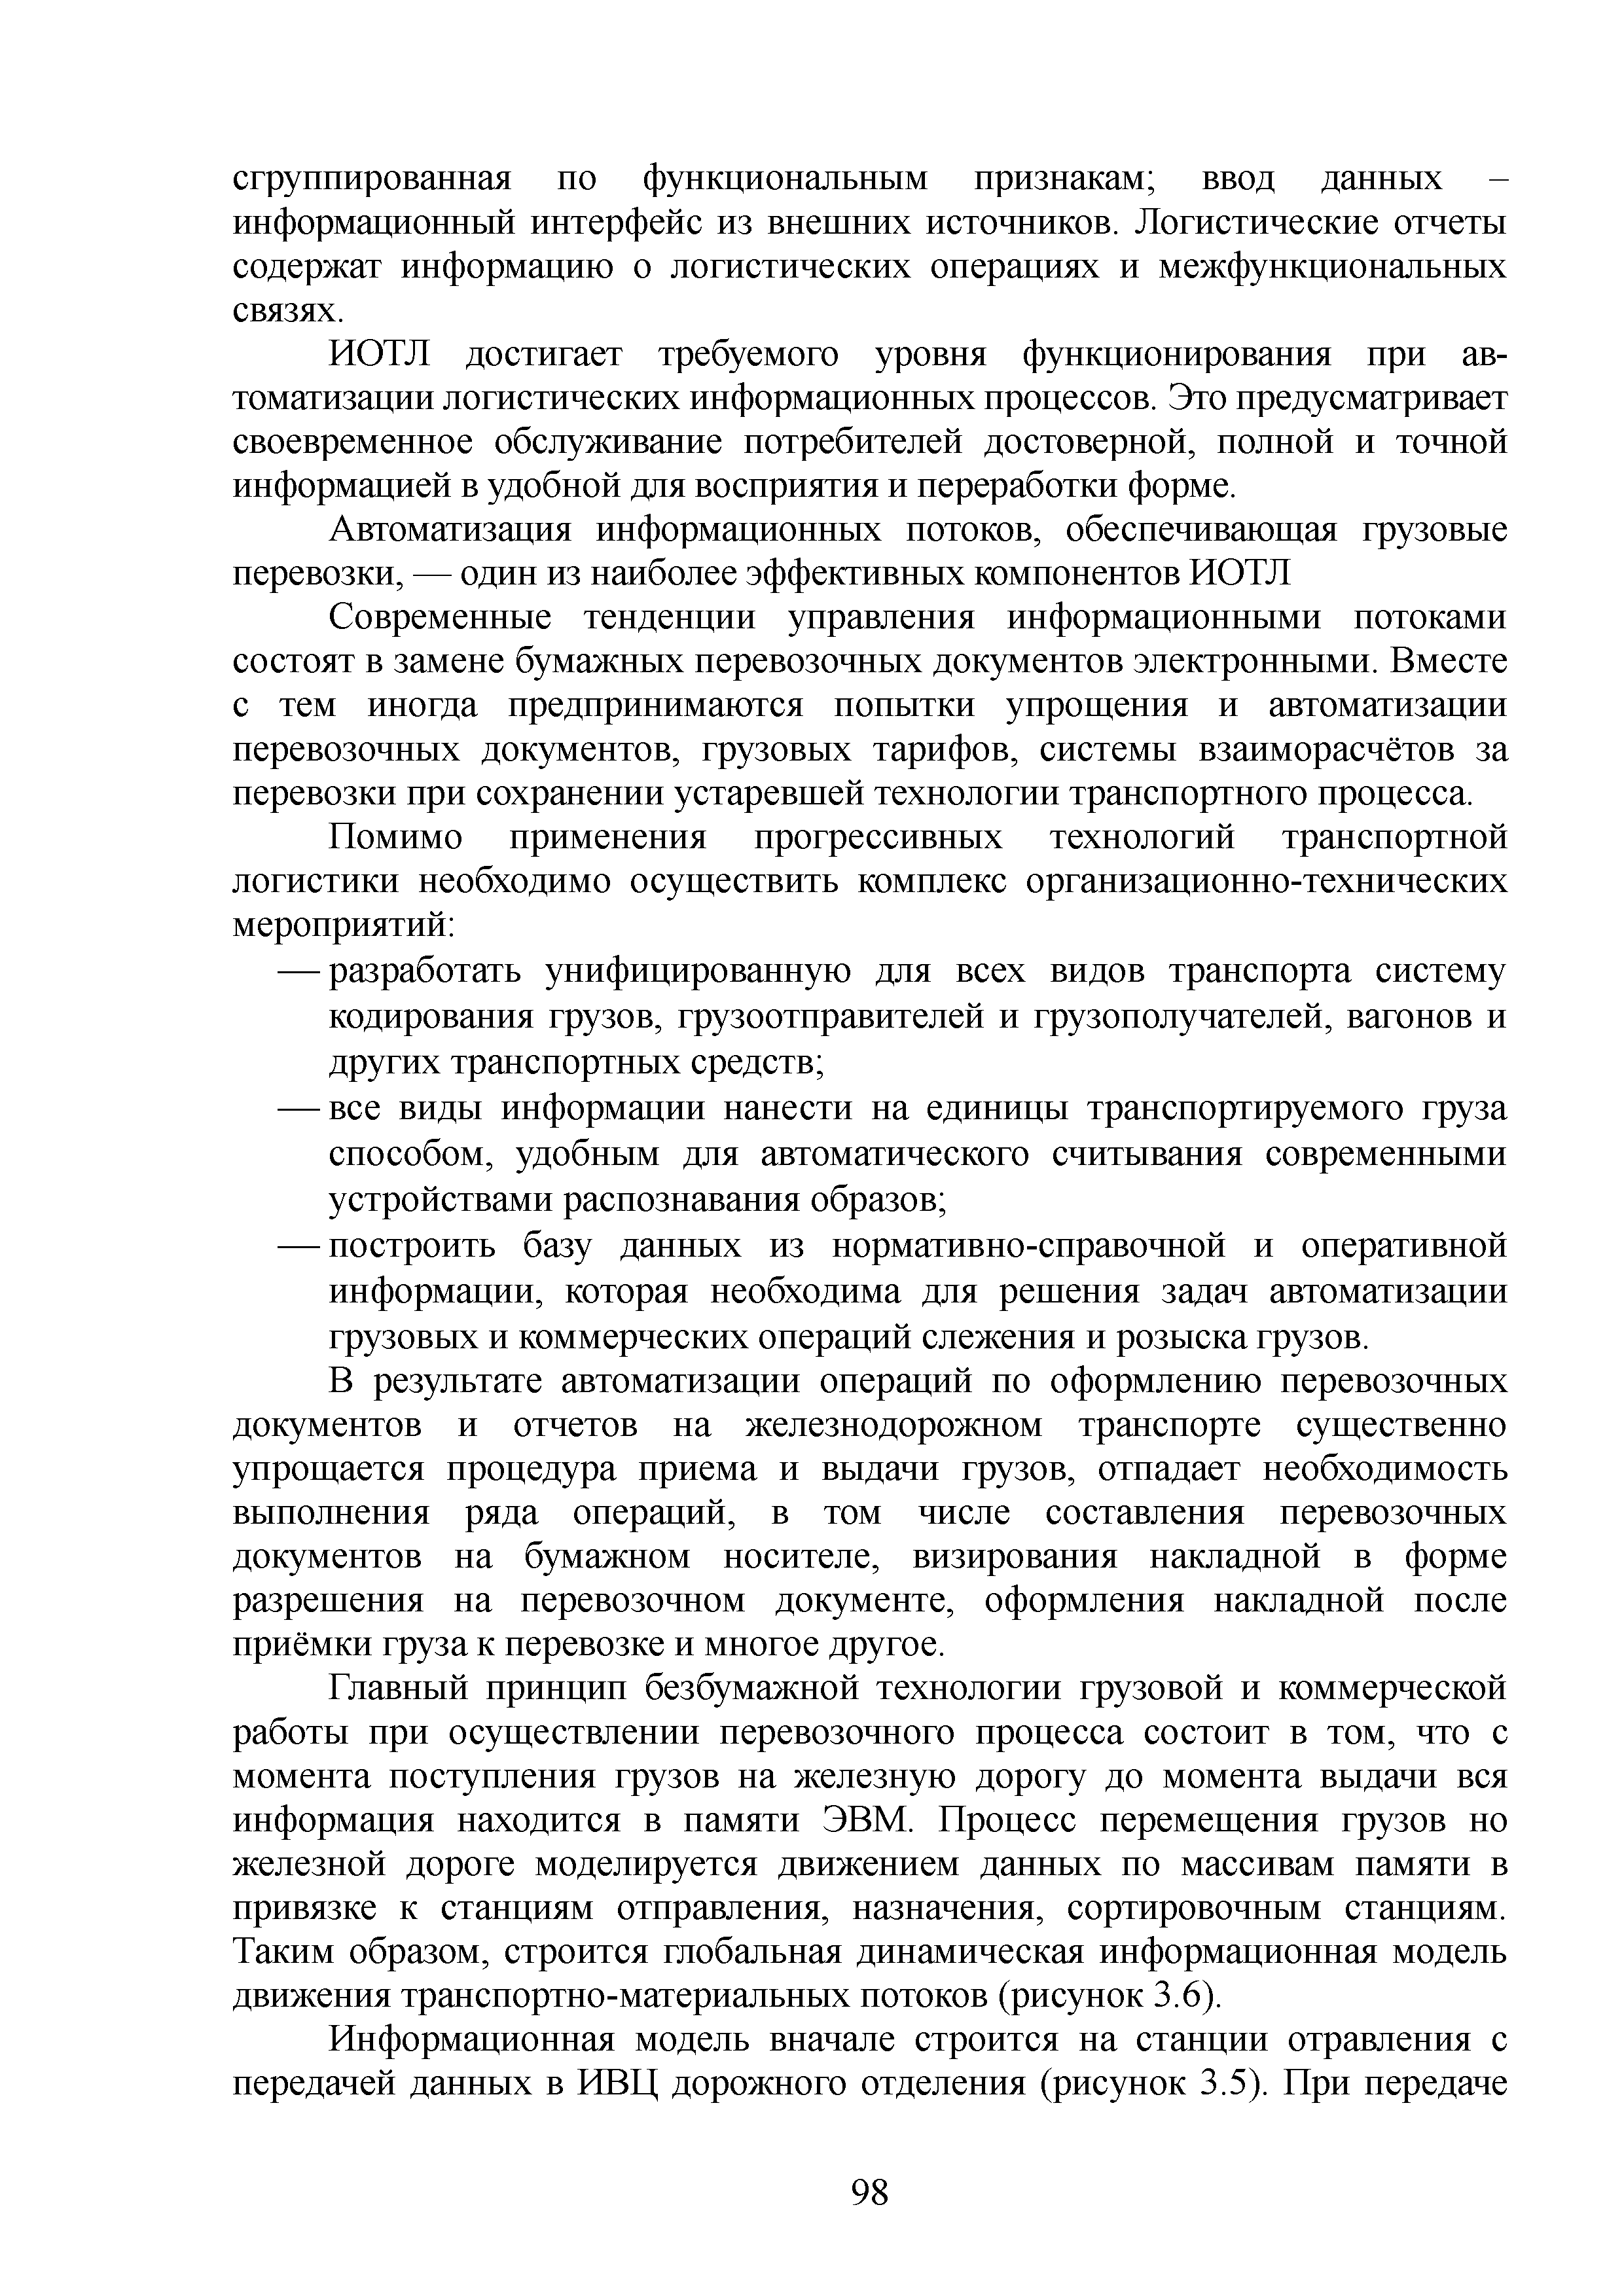 сгруппированная по функциональным признакам; ввод данных –
информационный интерфейс из внешних источников. Логистические отчеты
содержат информацию о логистических операциях и межфункциональных
связях.
ИОТЛ достигает требуемого уровня функционирования при ав-
томатизации логистических информационных процессов. Это предусматривает
своевременное обслуживание потребителей достоверной, полной и точной
информацией в удобной для восприятия и переработки форме.
Автоматизация информационных потоков, обеспечивающая грузовые
перевозки, — один из наиболее эффективных компонентов ИОТЛ
Современные тенденции управления информационными потоками
состоят в замене бумажных перевозочных документов электронными. Вместе
с тем иногда предпринимаются попытки упрощения и автоматизации
перевозочных документов, грузовых тарифов, системы взаиморасчётов за
перевозки при сохранении устаревшей технологии транспортного процесса.
Помимо применения прогрессивных технологий транспортной
логистики необходимо осуществить комплекс организационно-технических
мероприятий:
— разработать унифицированную для всех видов транспорта систему
кодирования грузов, грузоотправителей и грузополучателей, вагонов и
других транспортных средств;
— все виды информации нанести на единицы транспортируемого груза
способом, удобным для автоматического считывания современными
устройствами распознавания образов;
— построить базу данных из нормативно-справочной и оперативной
информации, которая необходима для решения задач автоматизации
грузовых и коммерческих операций слежения и розыска грузов.
В результате автоматизации операций по оформлению перевозочных
документов и отчетов на железнодорожном транспорте существенно
упрощается процедура приема и выдачи грузов, отпадает необходимость
выполнения ряда операций, в том числе составления перевозочных
документов на бумажном носителе, визирования накладной в форме
разрешения на перевозочном документе, оформления накладной после
приёмки груза к перевозке и многое другое.
Главный принцип безбумажной технологии грузовой и коммерческой
работы при осуществлении перевозочного процесса состоит в том, что с
момента поступления грузов на железную дорогу до момента выдачи вся
информация находится в памяти ЭВМ. Процесс перемещения грузов но
железной дороге моделируется движением данных по массивам памяти в
привязке к станциям отправления, назначения, сортировочным станциям.
Таким образом, строится глобальная динамическая информационная модель
движения транспортно-материальных потоков (рисунок 3.6).
Информационная модель вначале строится на станции отравления с
передачей данных в ИВЦ дорожного отделения (рисунок 3.5). При передаче
98